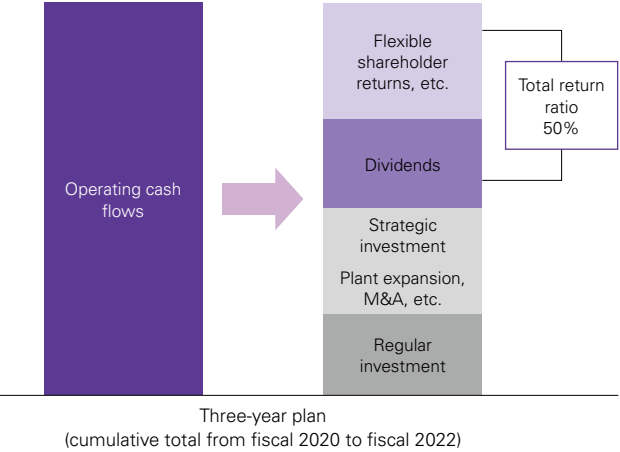 Operating cash
flows
Flexible
shareholder
returns, etc.
Dividends
Strategic
investment
Plant expansion,
M&A, etc.
Regular
investment
Total return
ratio
50%
Three-year plan
(cumulative total from fiscal 2020 to fiscal 2022)